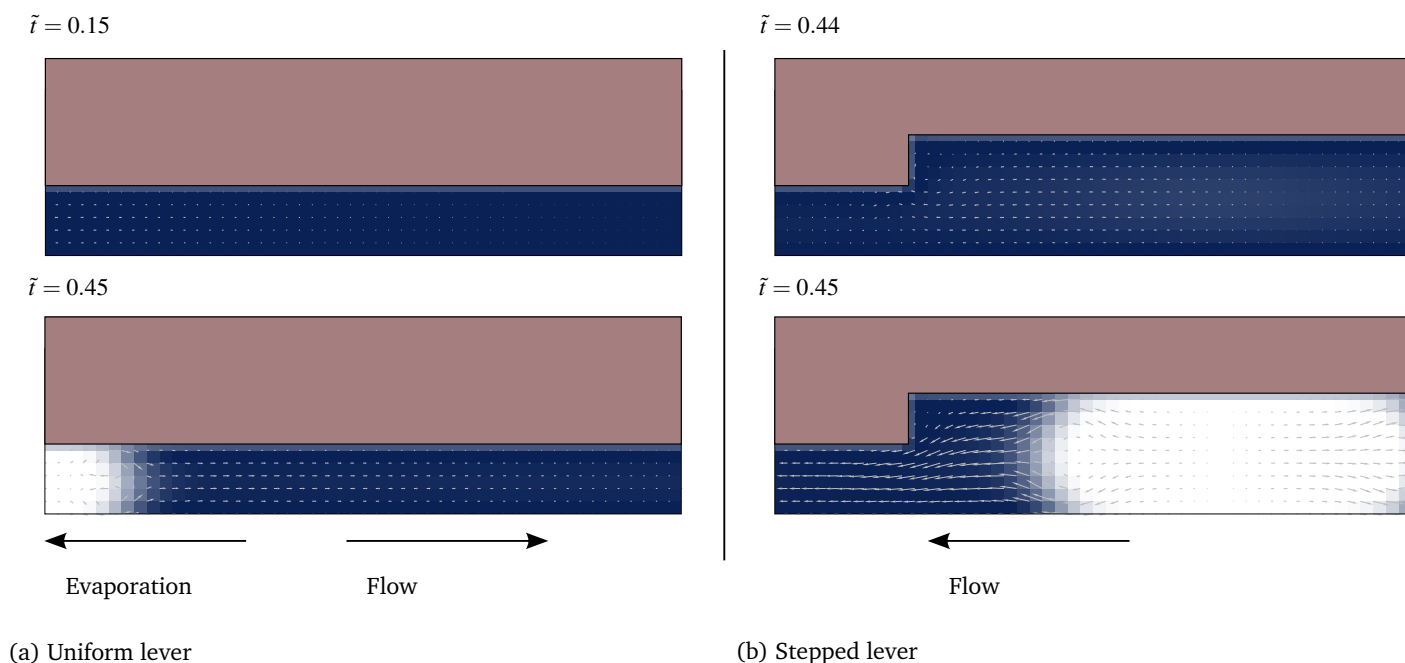 t̃ = 0.15
t̃ = 0.45
Evaporation
Flow
(a) Uniform lever
t̃ = 0.44
t̃ = 0.45
Flow
(b) Stepped lever